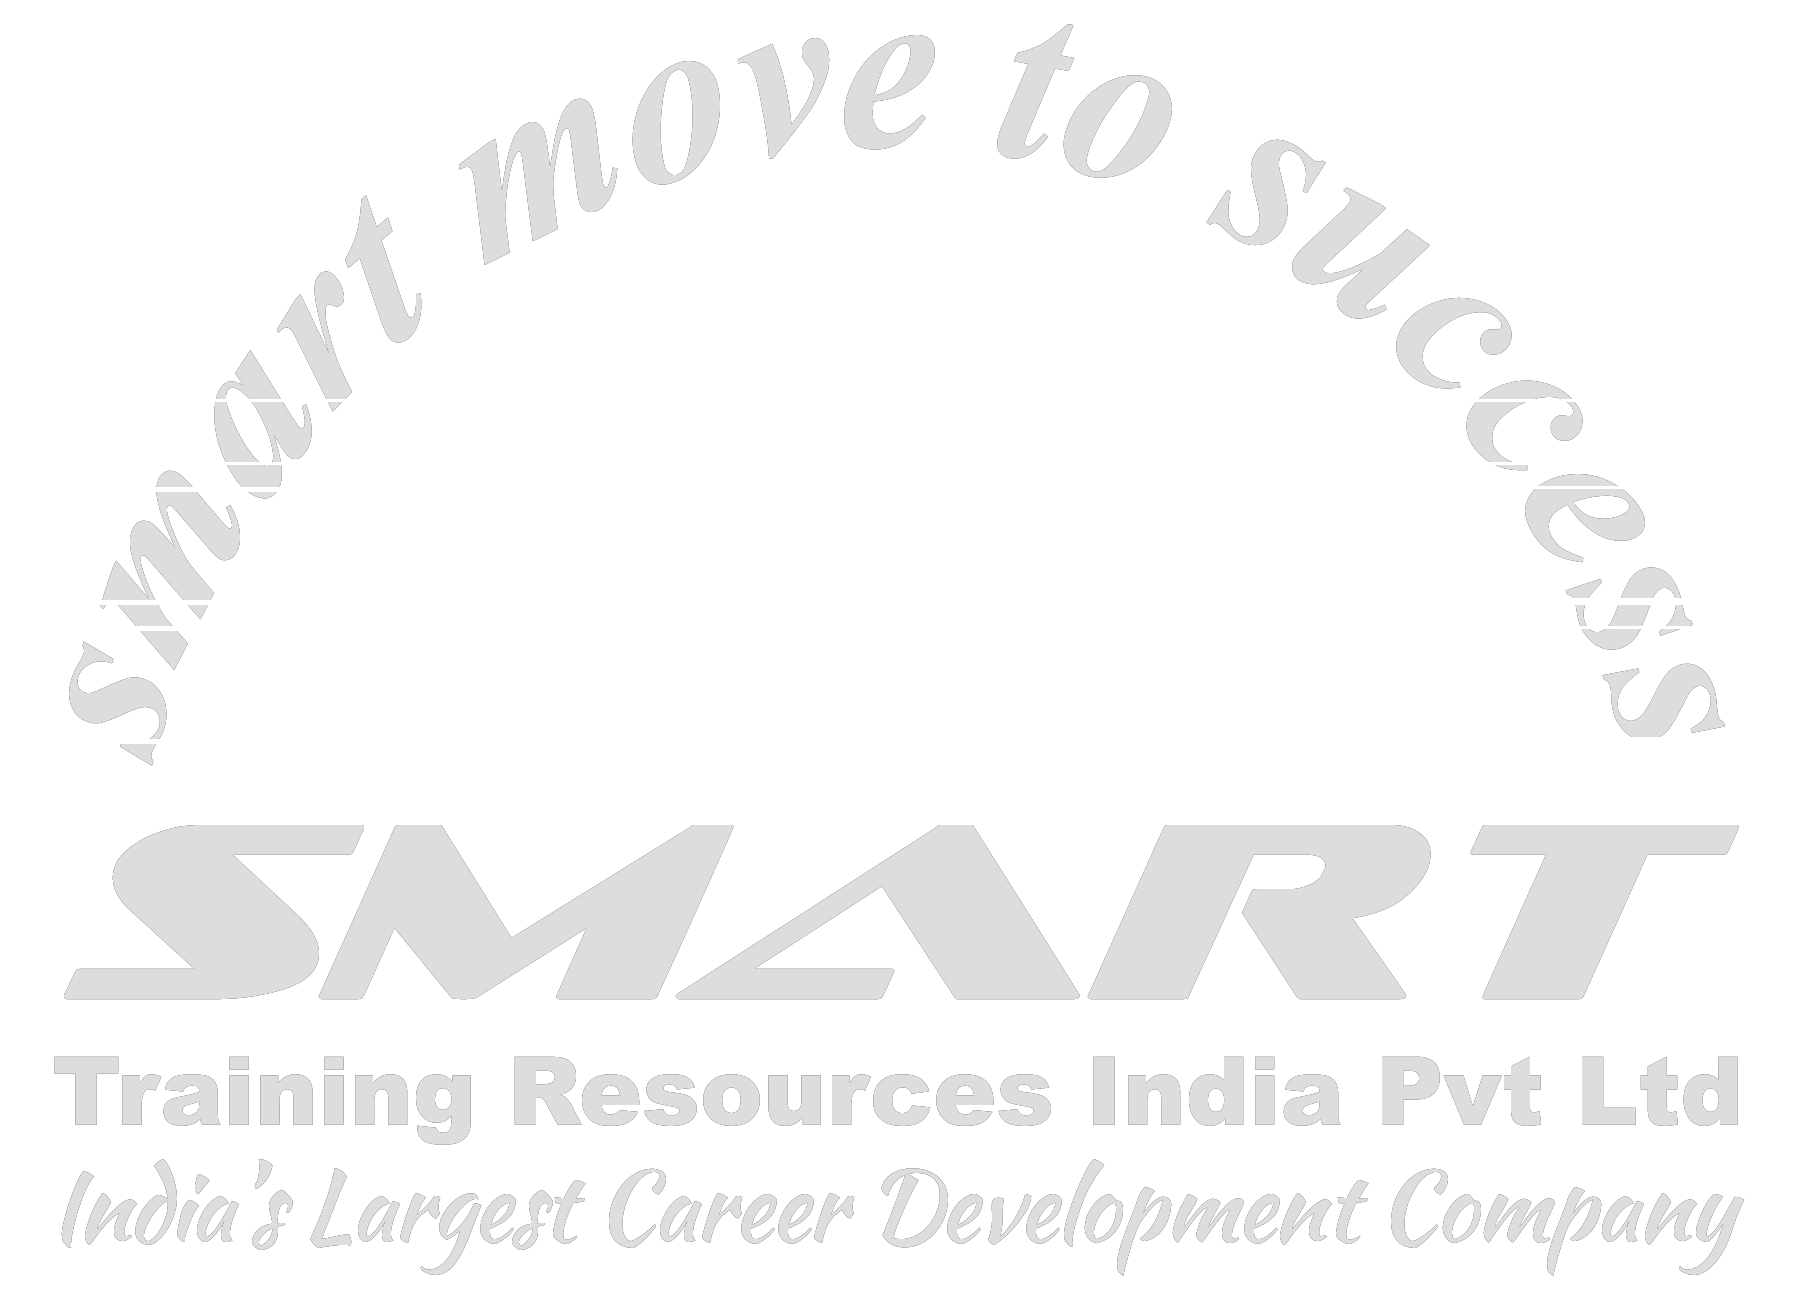 smart move to success
SMART
Training Resources India Pvt Ltd
India's Largest Career Development Company